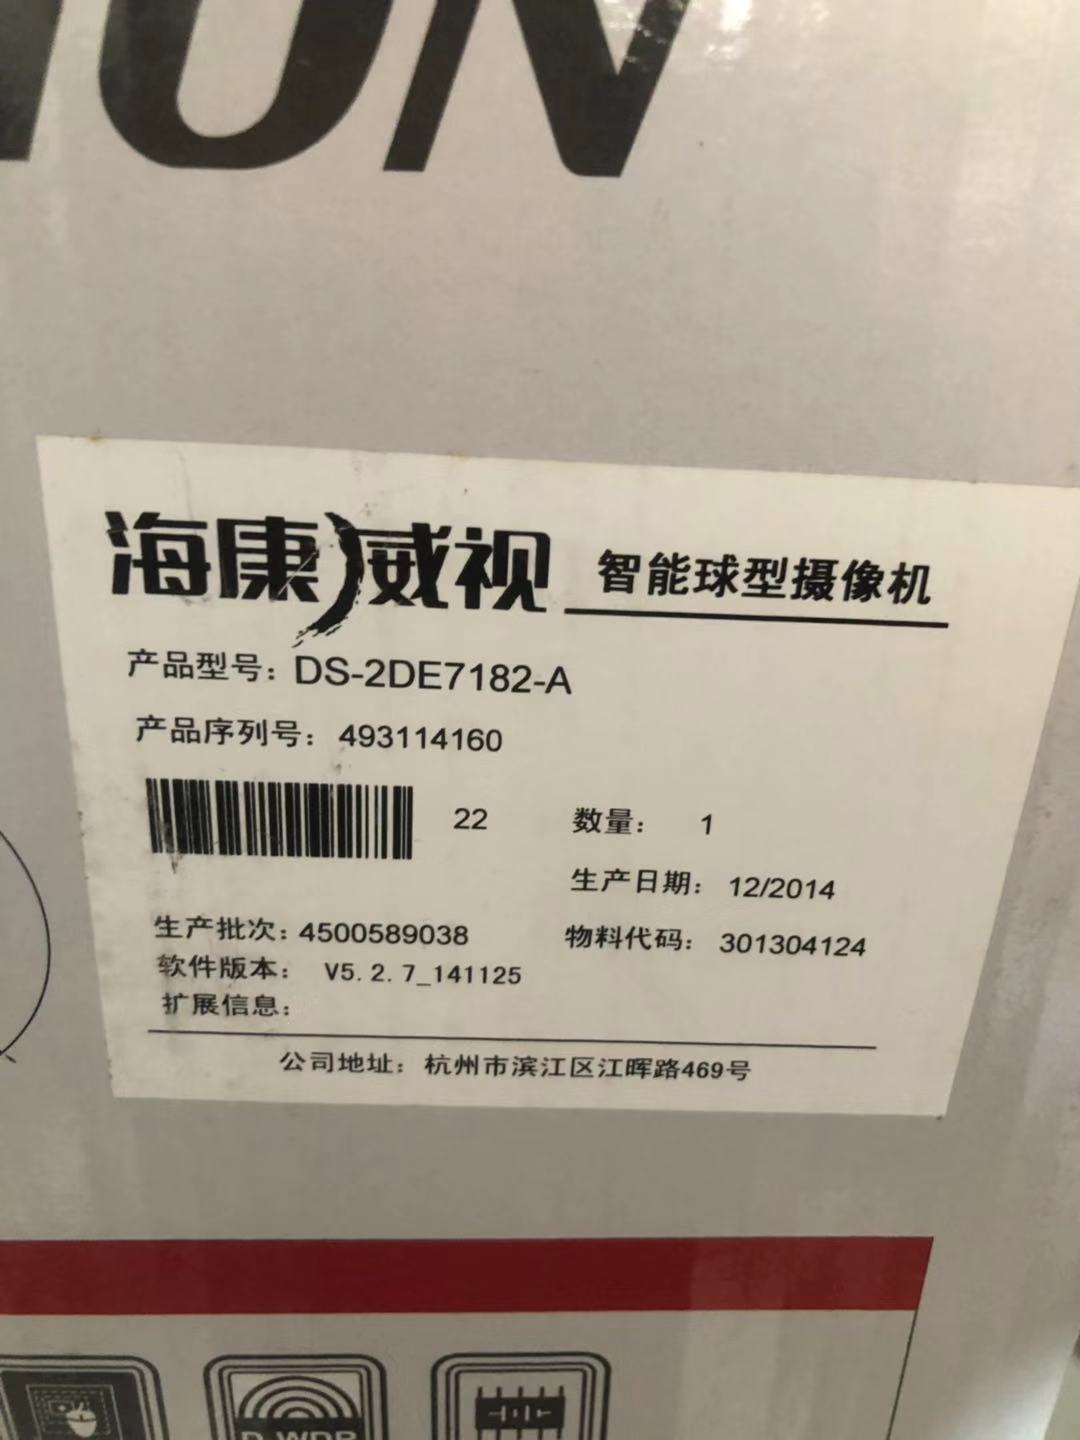 ION
海康威视 智能球型摄像机
产品型号：DS-2DE7182-A
产品序列号：493114160
22 数量： 1
生产日期：12/2014
生产批次：4500589038 物料代码：301304124
软件版本： V5.2.7_141125
扩展信息：
公司地址：杭州市滨江区江晖路469号
D-WDR